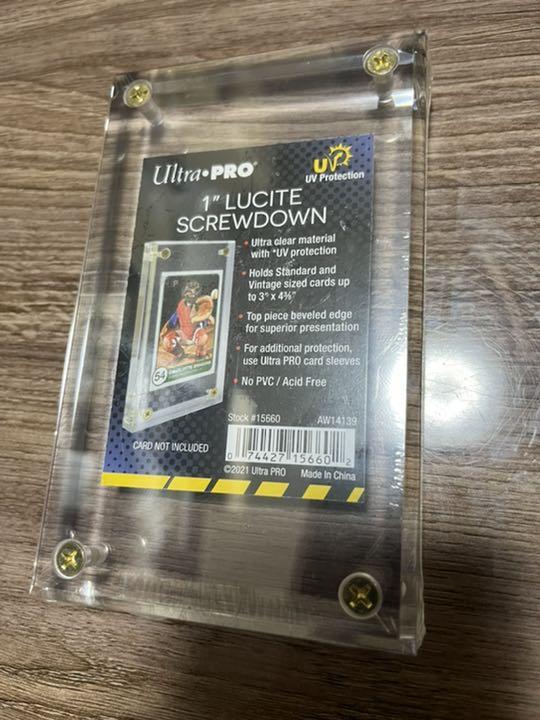 Ultra•PRO®
UV
UV Protection
1" LUCITE
SCREWDOWN
• Ultra clear material
with *UV protection
• Holds Standard and
Vintage sized cards up
to 3" x 4⅝"
• Top piece beveled edge
for superior presentation
• For additional protection,
use Ultra PRO card sleeves
• No PVC / Acid Free
54
CARD NOT INCLUDED
Stock #15660
AW14139
0 74427 15660 2
©2021 Ultra PRO
Made In China